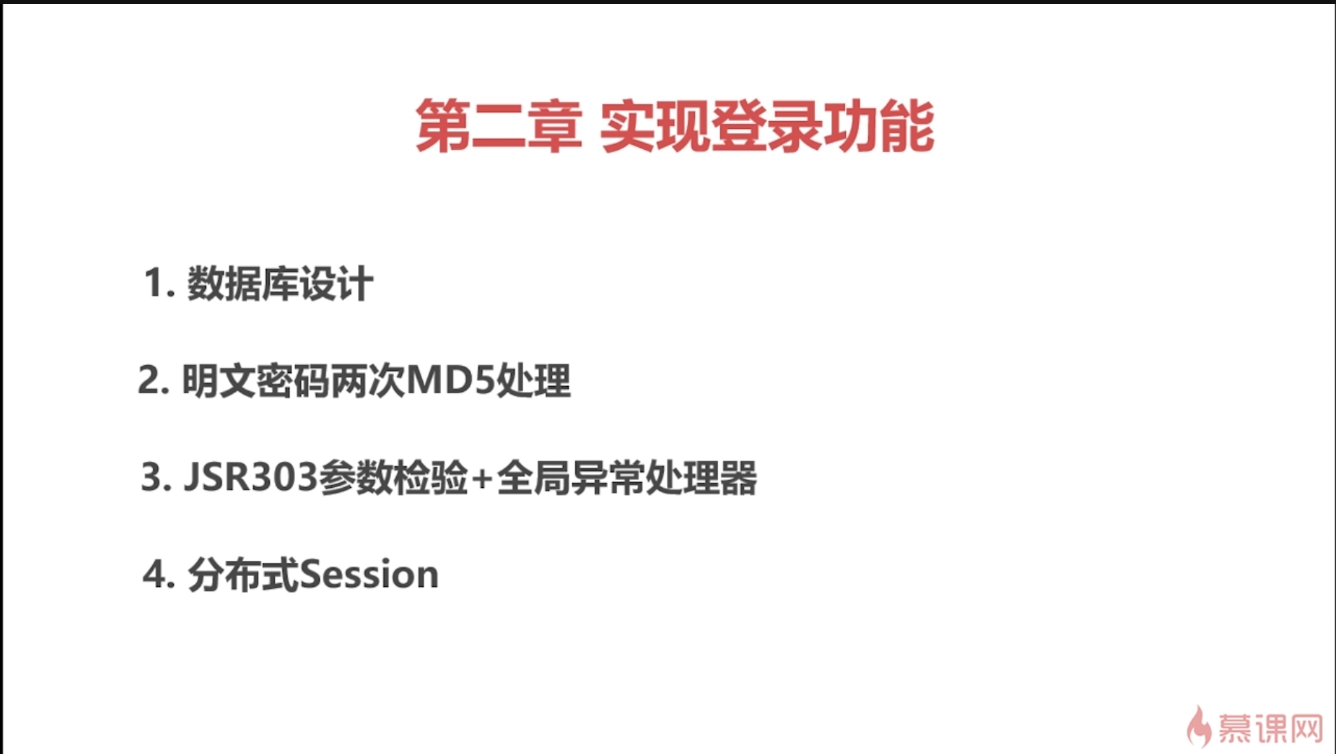 第二章 实现登录功能
1. 数据库设计
2. 明文密码两次MD5处理
3. JSR303参数检验+全局异常处理器
4. 分布式Session
慕课网